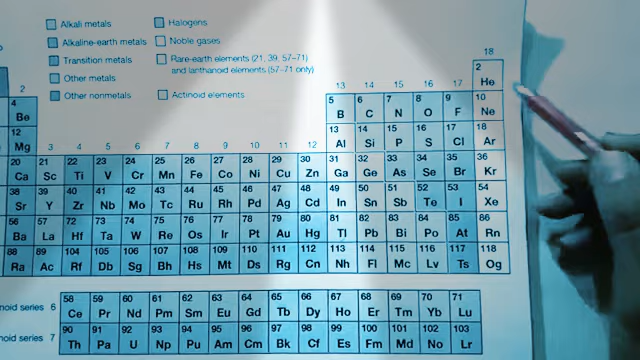 Alkali metals
Alkaline-earth metals
Transition metals
Other metals
Other nonmetals
Halogens
Noble gases
Rare-earth elements (21, 39, 57–71)
and lanthanoid elements (57–71 only)
Actinoid elements
18
2
He
2 13 14 15 16 17
4 5 6 7 8 9 10
Be B C N O F Ne
12 13 14 15 16 17 18
Mg Al Si P S Cl Ar
3 4 5 6 7 8 9 10 11 12
20 21 22 23 24 25 26 27 28 29 30 31 32 33 34 35 36
Ca Sc Ti V Cr Mn Fe Co Ni Cu Zn Ga Ge As Se Br Kr
38 39 40 41 42 43 44 45 46 47 48 49 50 51 52 53 54
Sr Y Zr Nb Mo Tc Ru Rh Pd Ag Cd In Sn Sb Te I Xe
56 57 72 73 74 75 76 77 78 79 80 81 82 83 84 85 86
Ba La Hf Ta W Re Os Ir Pt Au Hg Tl Pb Bi Po At Rn
88 89 104 105 106 107 108 109 110 111 112 113 114 115 116 117 118
Ra Ac Rf Db Sg Bh Hs Mt Ds Rg Cn Nh Fl Mc Lv Ts Og
58 59 60 61 62 63 64 65 66 67 68 69 70 71
noid series 6 Ce Pr Nd Pm Sm Eu Gd Tb Dy Ho Er Tm Yb Lu
90 91 92 93 94 95 96 97 98 99 100 101 102 103
noid series 7 Th Pa U Np Pu Am Cm Bk Cf Es Fm Md No Lr